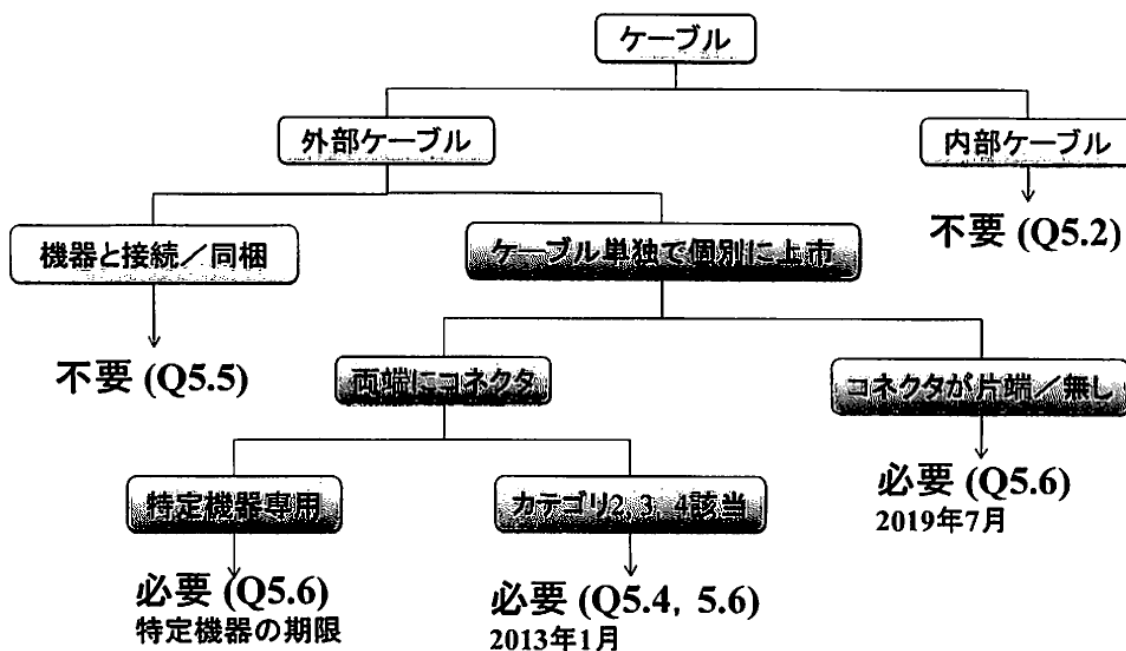 ケーブル
外部ケーブル
内部ケーブル
不要 (Q5.2)
機器と接続／同梱
ケーブル単独で個別に上市
不要 (Q5.5)
両端にコネクタ
コネクタが片端／無し
必要 (Q5.6)
2019年7月
特定機器専用
カテゴリ2, 3, 4該当
必要 (Q5.6)
特定機器の期限
必要 (Q5.4, 5.6)
2013年1月